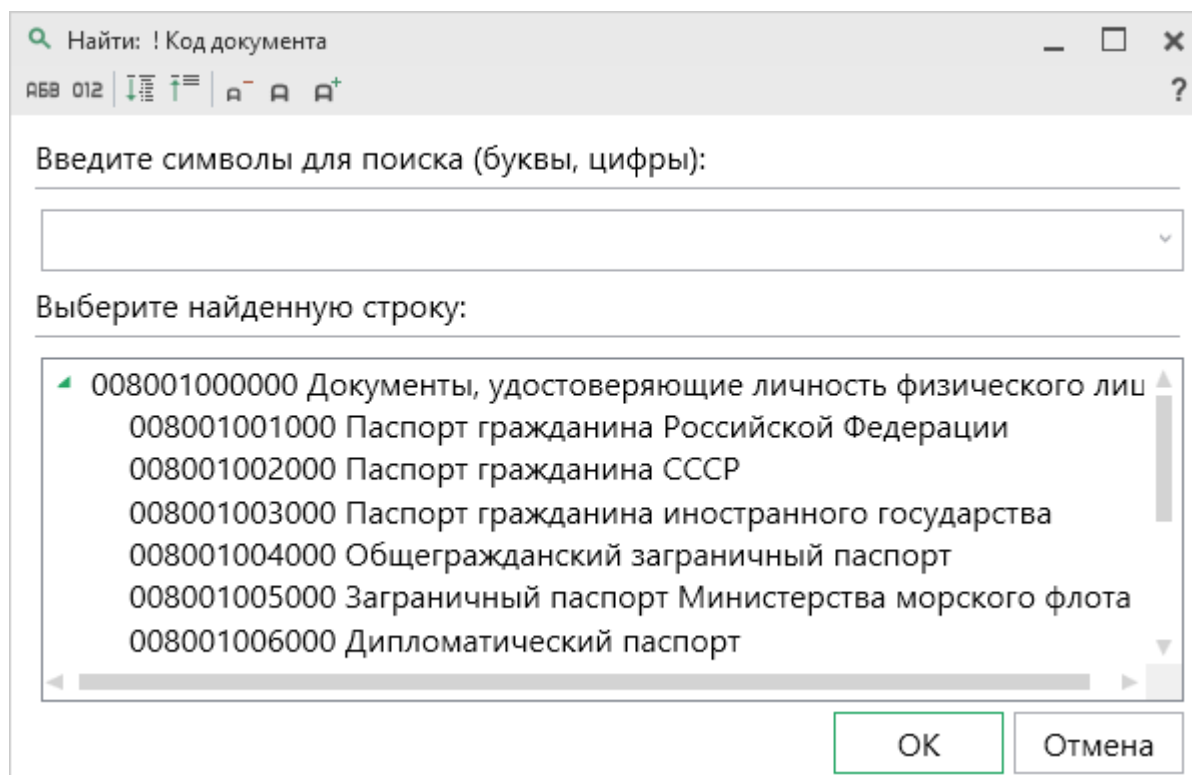 Найти: ! Код документа
АБВ 012 А⁻ А А⁺ ?
Введите символы для поиска (буквы, цифры):
Выберите найденную строку:
008001000000 Документы, удостоверяющие личность физического лиц
008001001000 Паспорт гражданина Российской Федерации
008001002000 Паспорт гражданина СССР
008001003000 Паспорт гражданина иностранного государства
008001004000 Общегражданский заграничный паспорт
008001005000 Заграничный паспорт Министерства морского флота
008001006000 Дипломатический паспорт
ОК Отмена